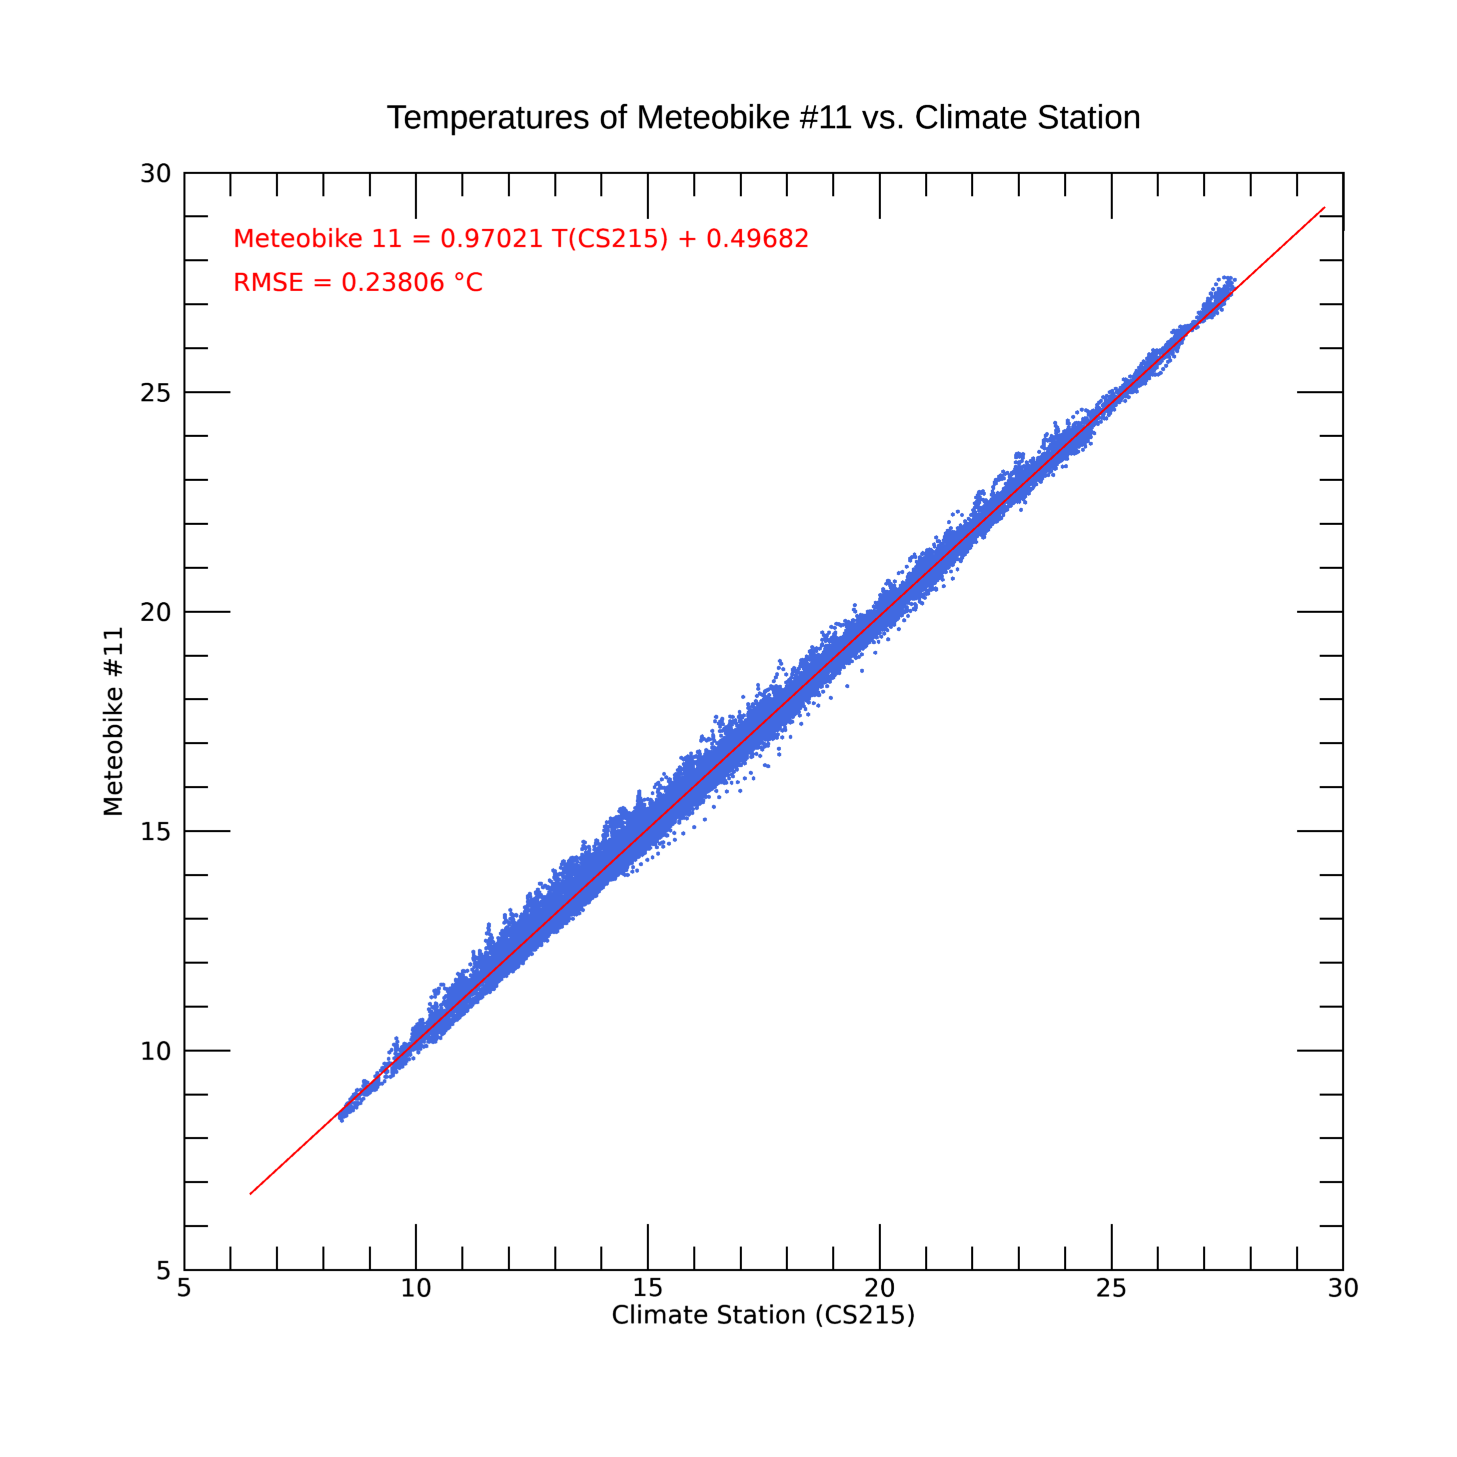 Temperatures of Meteobike #11 vs. Climate Station
Meteobike 11 = 0.97021 T(CS215) + 0.49682
RMSE = 0.23806 °C
30
25
20
15
10
5
Meteobike #11
5 10 15 20 25 30
Climate Station (CS215)